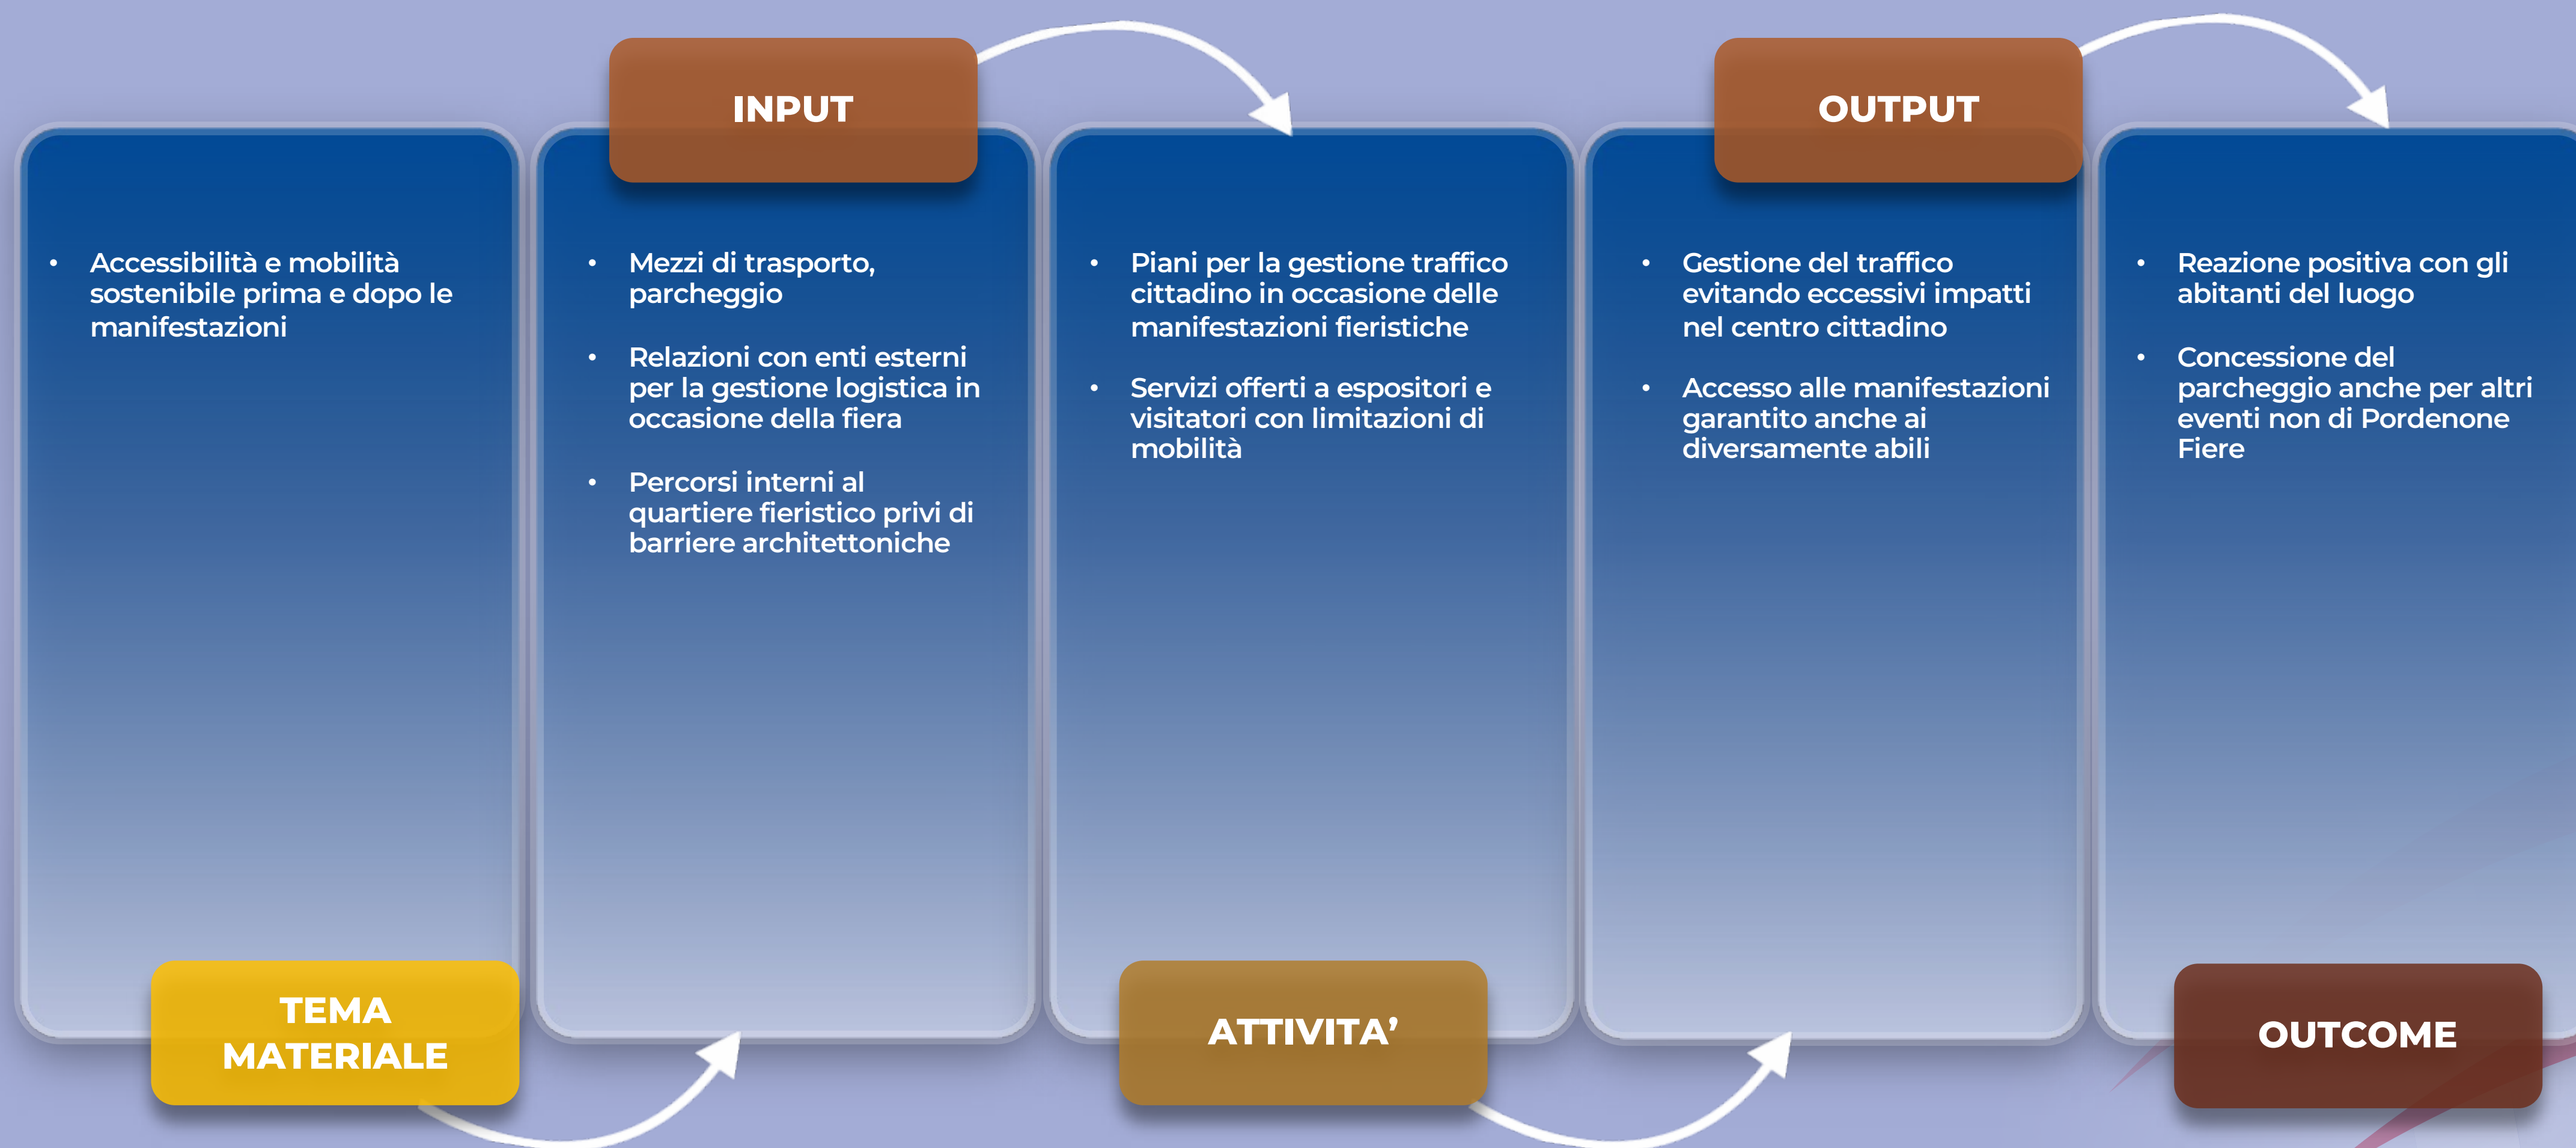 INPUT
OUTPUT
• Accessibilità e mobilità
sostenibile prima e dopo le
manifestazioni
TEMA
MATERIALE
• Mezzi di trasporto,
parcheggio
• Relazioni con enti esterni
per la gestione logistica in
occasione della fiera
• Percorsi interni al
quartiere fieristico privi di
barriere architettoniche
• Piani per la gestione traffico
cittadino in occasione delle
manifestazioni fieristiche
• Servizi offerti a espositori e
visitatori con limitazioni di
mobilità
ATTIVITA’
• Gestione del traffico
evitando eccessivi impatti
nel centro cittadino
• Accesso alle manifestazioni
garantito anche ai
diversamente abili
• Reazione positiva con gli
abitanti del luogo
• Concessione del
parcheggio anche per altri
eventi non di Pordenone
Fiere
OUTCOME